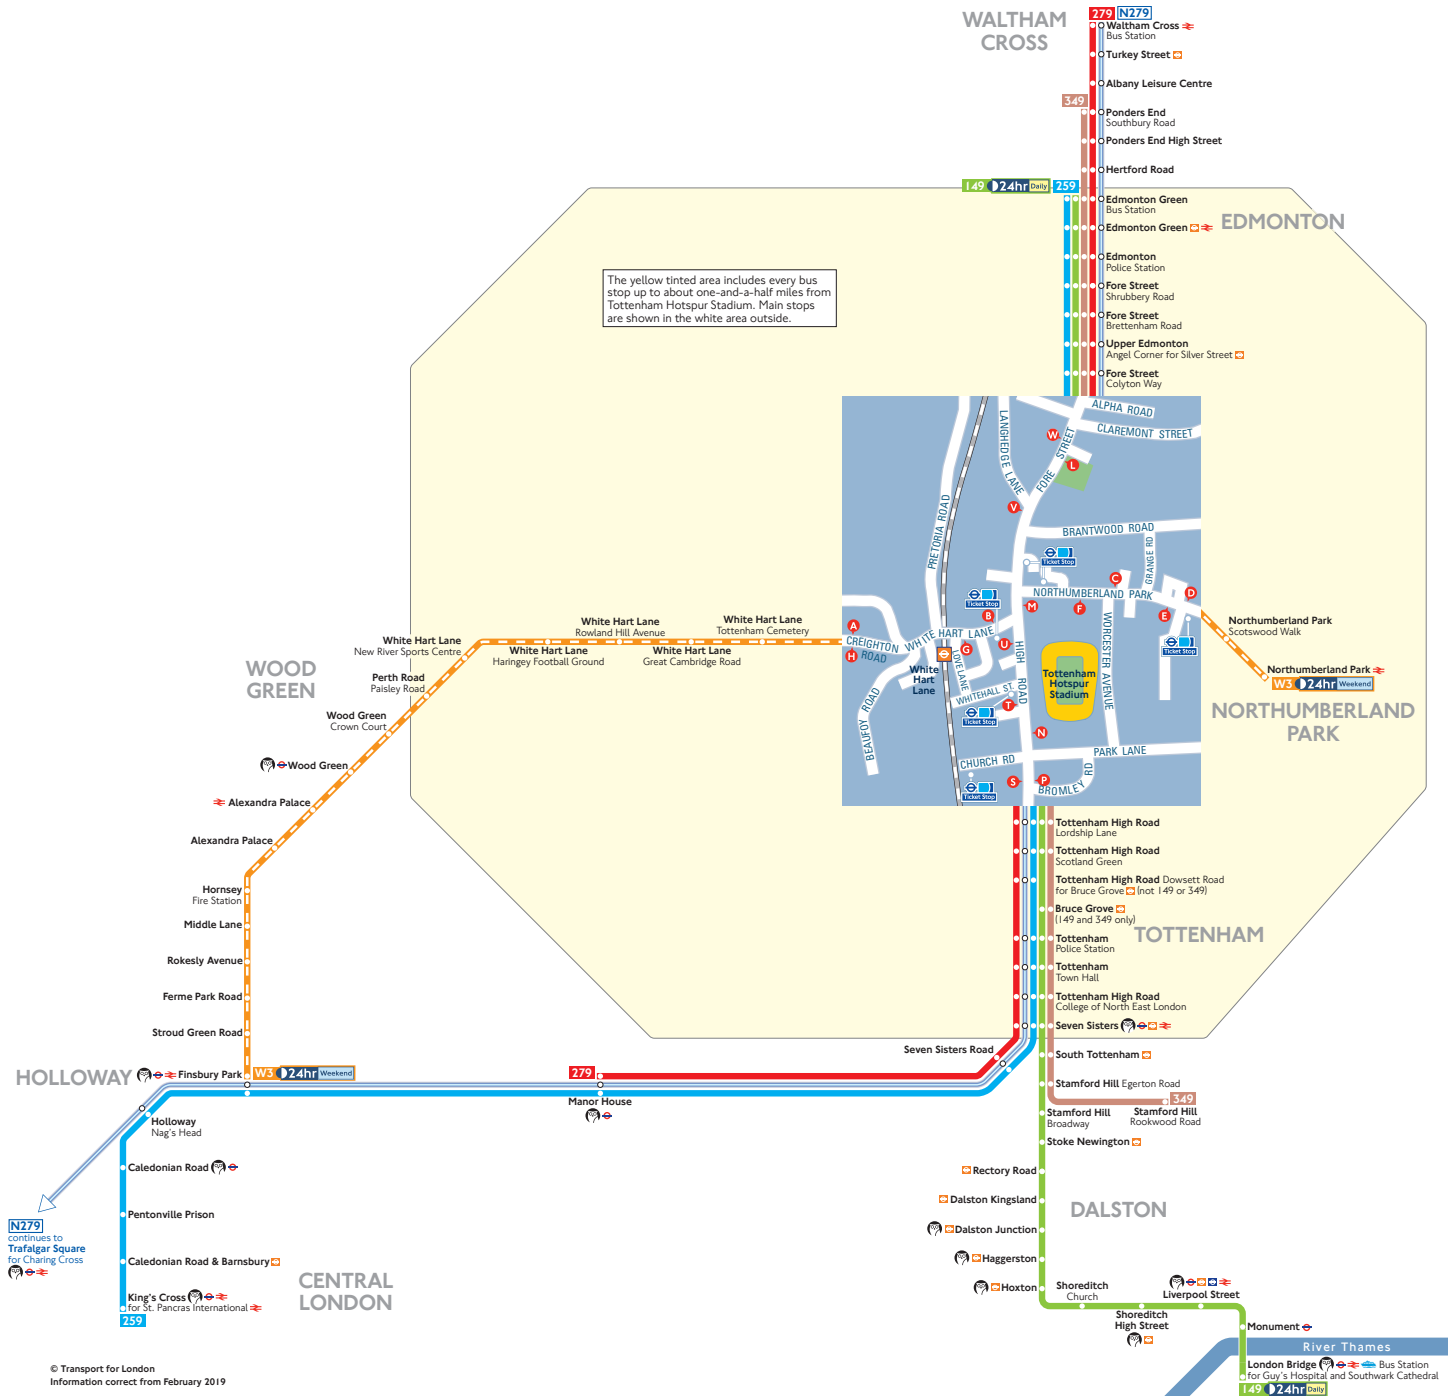 WALTHAM
CROSS
279 N279
Waltham Cross
Bus Station
Turkey Street
Albany Leisure Centre
349
Ponders End
Southbury Road
Ponders End High Street
Hertford Road
149 24hr Daily 259
Edmonton Green
Bus Station
EDMONTON
Edmonton Green
Edmonton
Police Station
Fore Street
Shrubbery Road
Fore Street
Brettenham Road
Upper Edmonton
Angel Corner for Silver Street
Fore Street
Colyton Way
The yellow tinted area includes every bus
stop up to about one-and-a-half miles from
Tottenham Hotspur Stadium. Main stops
are shown in the white area outside.
ALPHA ROAD
CLAREMONT STREET
LANGHEDGE LANE
FORE STREET
W
L
V
PRETORIA ROAD
BRANTWOOD ROAD
GRANGE RD
Ticket Stop
C
D
NORTHUMBERLAND PARK
Ticket Stop
M
F
E
B
A
CREIGHTON ROAD
WHITE HART LANE
U
H
G
LOVE LANE
HIGH ROAD
WORCESTER AVENUE
Ticket Stop
White
Hart
Lane
Tottenham
Hotspur
Stadium
WHITEHALL ST.
T
Ticket Stop
BEAUFOY ROAD
N
CHURCH RD
PARK LANE
S
P
BROMLEY RD
Ticket Stop
Northumberland Park
Scotswood Walk
Northumberland Park
W3 24hr Weekend
NORTHUMBERLAND
PARK
White Hart Lane
Tottenham Cemetery
White Hart Lane
Rowland Hill Avenue
White Hart Lane
Great Cambridge Road
White Hart Lane
Haringey Football Ground
White Hart Lane
New River Sports Centre
WOOD
GREEN
Perth Road
Paisley Road
Wood Green
Crown Court
Wood Green
Alexandra Palace
Alexandra Palace
Hornsey
Fire Station
Middle Lane
Rokesly Avenue
Ferme Park Road
Stroud Green Road
HOLLOWAY
Finsbury Park
W3 24hr Weekend
Tottenham High Road
Lordship Lane
Tottenham High Road
Scotland Green
Tottenham High Road Dowsett Road
for Bruce Grove (not 149 or 349)
Bruce Grove
(149 and 349 only)
TOTTENHAM
Tottenham
Police Station
Tottenham
Town Hall
Tottenham High Road
College of North East London
Seven Sisters
Seven Sisters Road
South Tottenham
279
Manor House
Stamford Hill Egerton Road
349
Stamford Hill
Broadway
Stamford Hill
Rookwood Road
Stoke Newington
Rectory Road
Dalston Kingsland
DALSTON
Dalston Junction
Haggerston
Hoxton
Shoreditch
Church
Shoreditch
High Street
Liverpool Street
Monument
River Thames
London Bridge Bus Station
for Guy's Hospital and Southwark Cathedral
149 24hr Daily
Holloway
Nag's Head
Caledonian Road
Pentonville Prison
Caledonian Road & Barnsbury
King's Cross
for St. Pancras International
259
CENTRAL
LONDON
N279
continues to
Trafalgar Square
for Charing Cross
© Transport for London
Information correct from February 2019